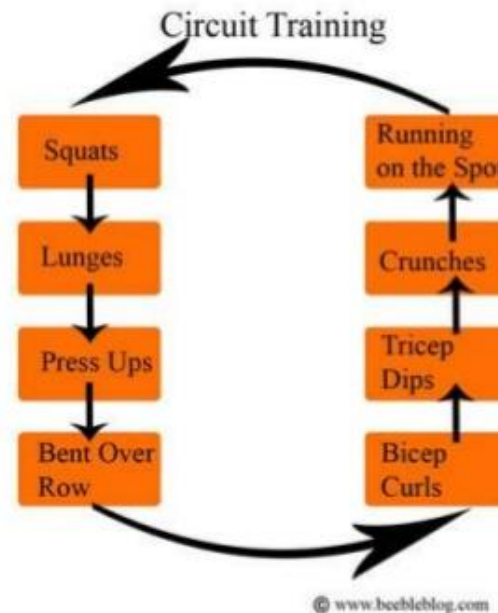 Circuit Training
Squats
Lunges
Press Ups
Bent Over
Row
Bicep
Curls
Tricep
Dips
Crunches
Running
on the Spo
© www.beebleblog.com